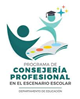 PROGRAMA DE
CONSEJERÍA
PROFESIONAL
EN EL ESCENARIO ESCOLAR
DEPARTAMENTO DE EDUCACIÓN